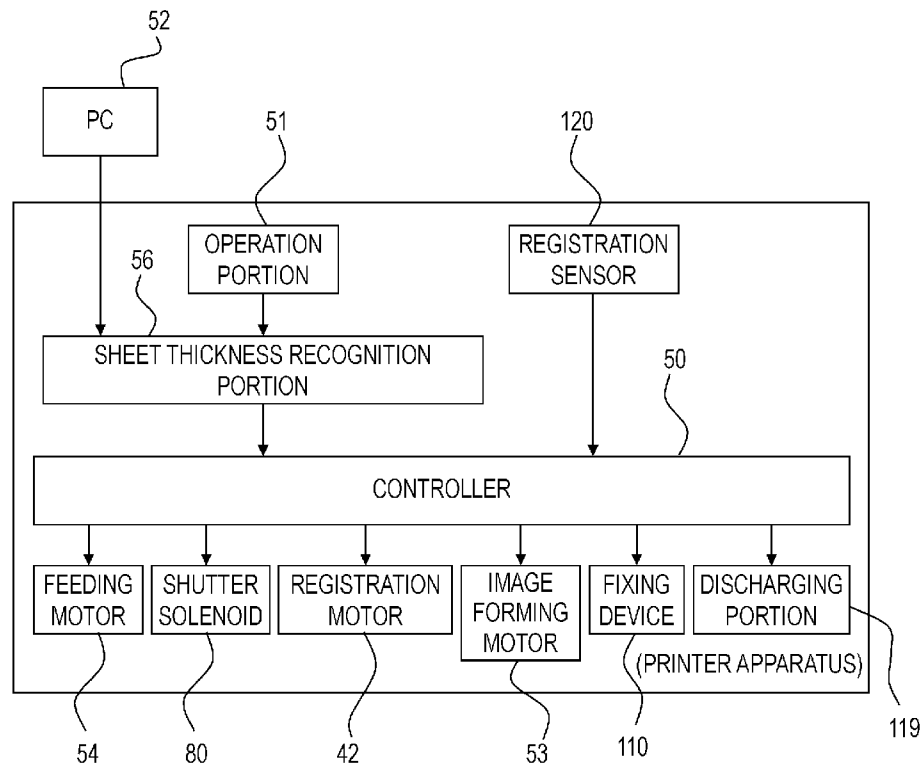 52
PC
51
120
OPERATION
PORTION
REGISTRATION
SENSOR
56
SHEET THICKNESS RECOGNITION
PORTION
50
CONTROLLER
FEEDING
MOTOR
SHUTTER
SOLENOID
REGISTRATION
MOTOR
IMAGE
FORMING
MOTOR
FIXING
DEVICE
DISCHARGING
PORTION
(PRINTER APPARATUS)
54
80
42
53
110
119